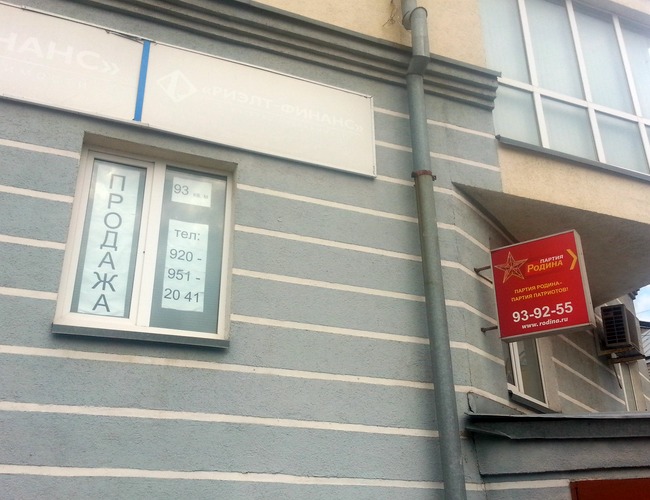 ИНАНС»
«РИЭЛТ-ФИНАНС»
ПРОДАЖА
93 кв. м
тел:
920-
951-
20 41
ПАРТИЯ
РОДИНА
ПАРТИЯ РОДИНА-
ПАРТИЯ ПАТРИОТОВ!
93-92-55
www.rodina.ru